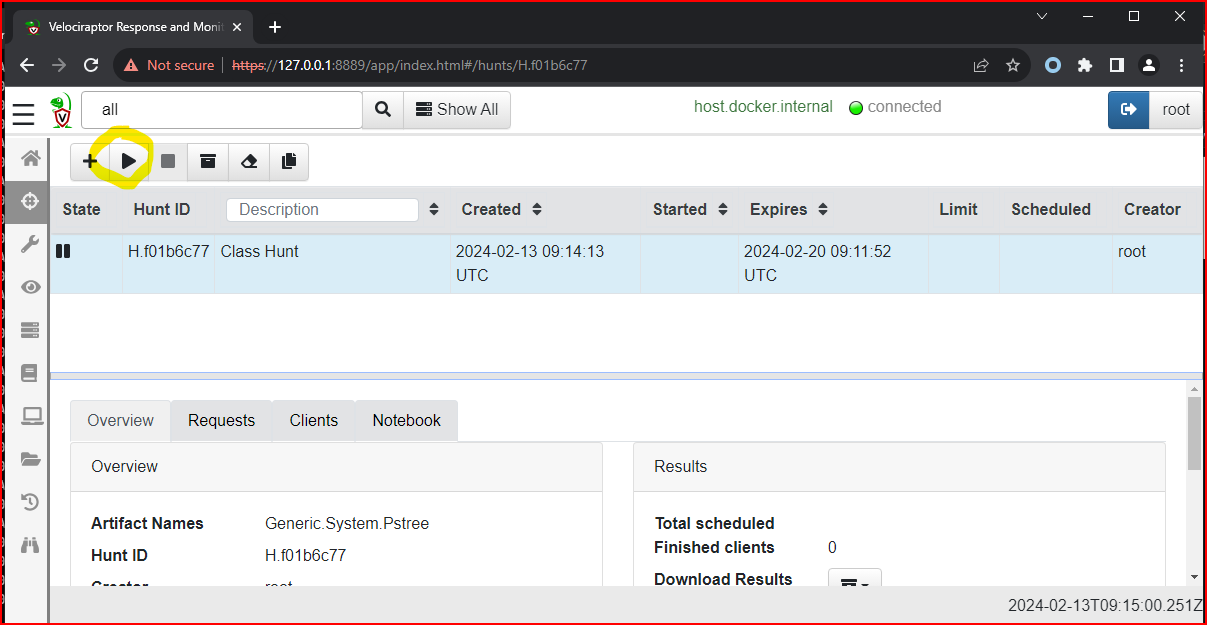 Velociraptor Response and Monit
Not secure https://127.0.0.1:8889/app/index.html#/hunts/H.f01b6c77
all Show All host.docker.internal connected root
State Hunt ID Description Created Started Expires Limit Scheduled Creator
H.f01b6c77 Class Hunt 2024-02-13 09:14:13 2024-02-20 09:11:52 root
UTC UTC
Overview Requests Clients Notebook
Overview Results
Artifact Names Generic.System.Pstree Total scheduled
Finished clients 0
Hunt ID H.f01b6c77
Download Results
Creator root
2024-02-13T09:15:00.251Z